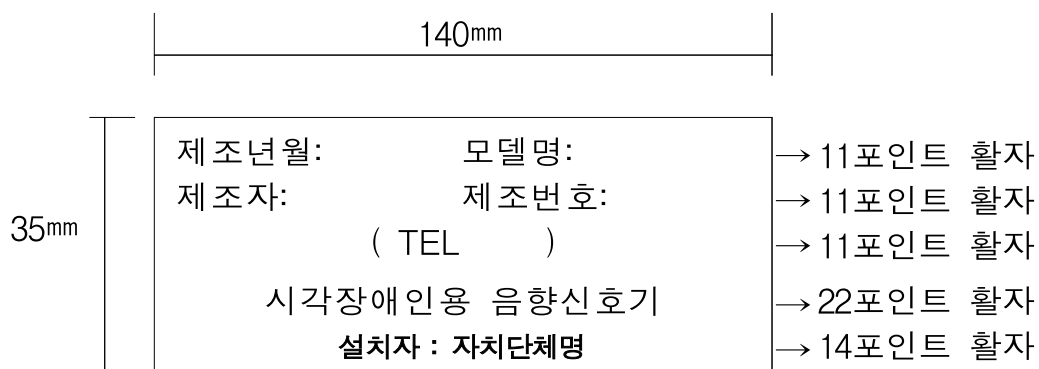 140mm
제조년월: 모델명: → 11포인트 활자
제조자: 제조번호: → 11포인트 활자
35mm
( TEL ) → 11포인트 활자
시각장애인용 음향신호기 → 22포인트 활자
설치자 : 자치단체명 → 14포인트 활자